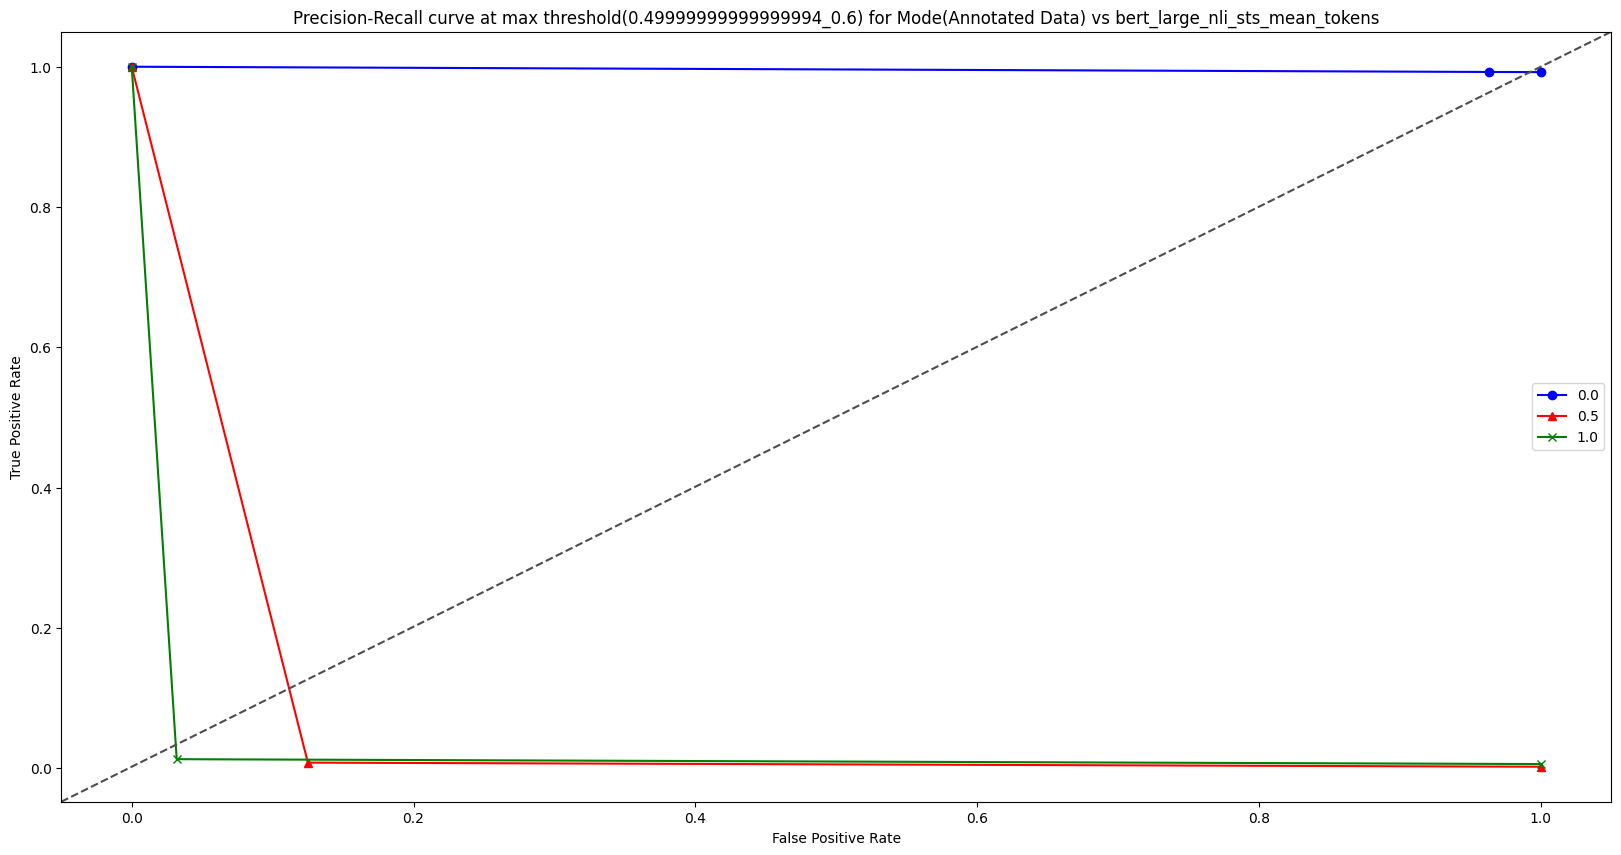 Precision-Recall curve at max threshold(0.49999999999999994_0.6) for Mode(Annotated Data) vs bert_large_nli_sts_mean_tokens
1.0
0.8
0.6
0.4
0.2
0.0
True Positive Rate
0.0
0.5
1.0
0.0 0.2 0.4 0.6 0.8 1.0
False Positive Rate